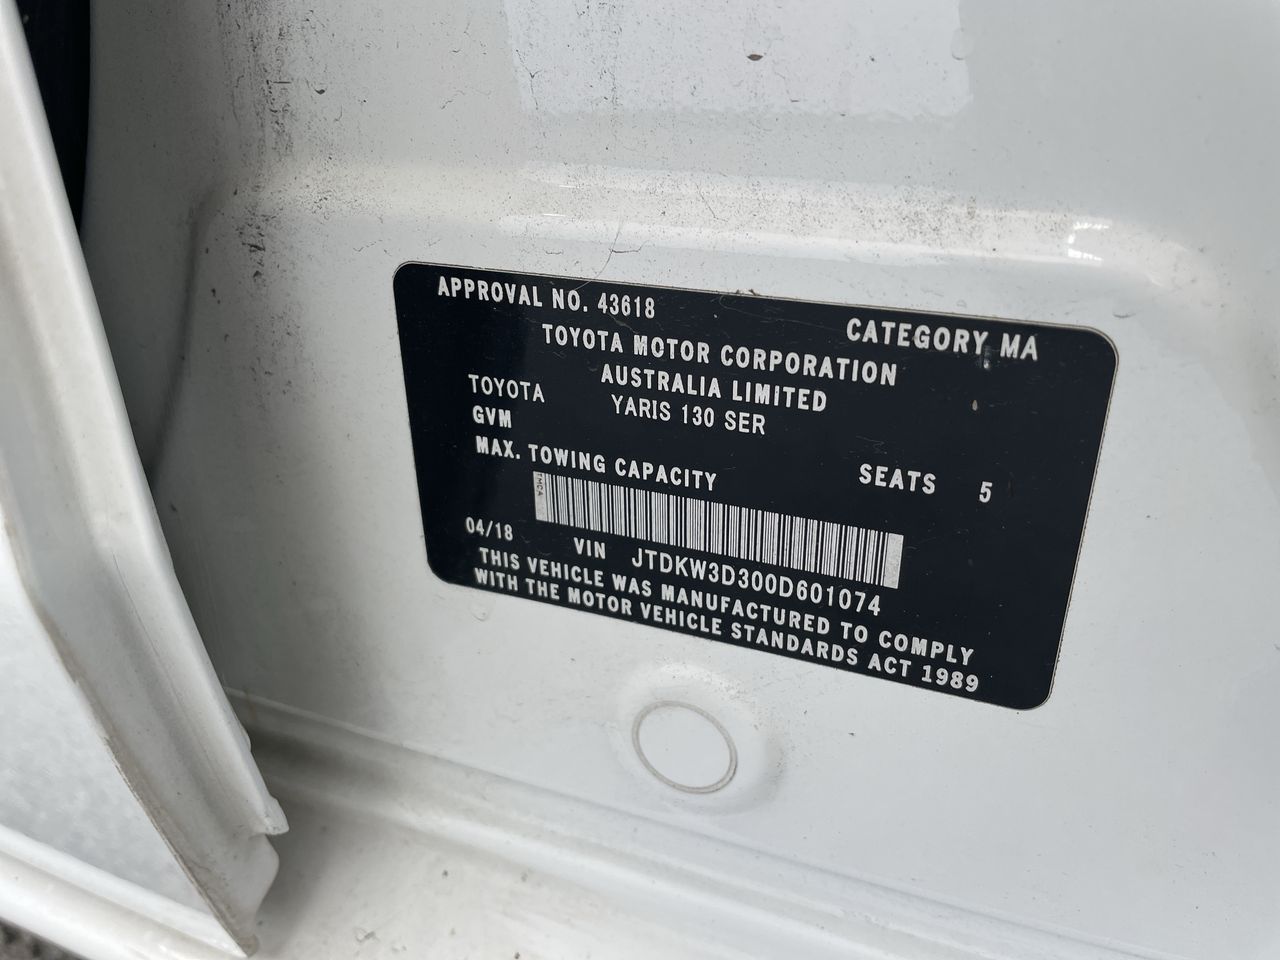 APPROVAL NO. 43618
CATEGORY MA
TOYOTA MOTOR CORPORATION
AUSTRALIA LIMITED
TOYOTA YARIS 130 SER
GVM
MAX. TOWING CAPACITY
SEATS 5
TMCA
04/18
VIN JTDKW3D300D601074
THIS VEHICLE WAS MANUFACTURED TO COMPLY
WITH THE MOTOR VEHICLE STANDARDS ACT 1989